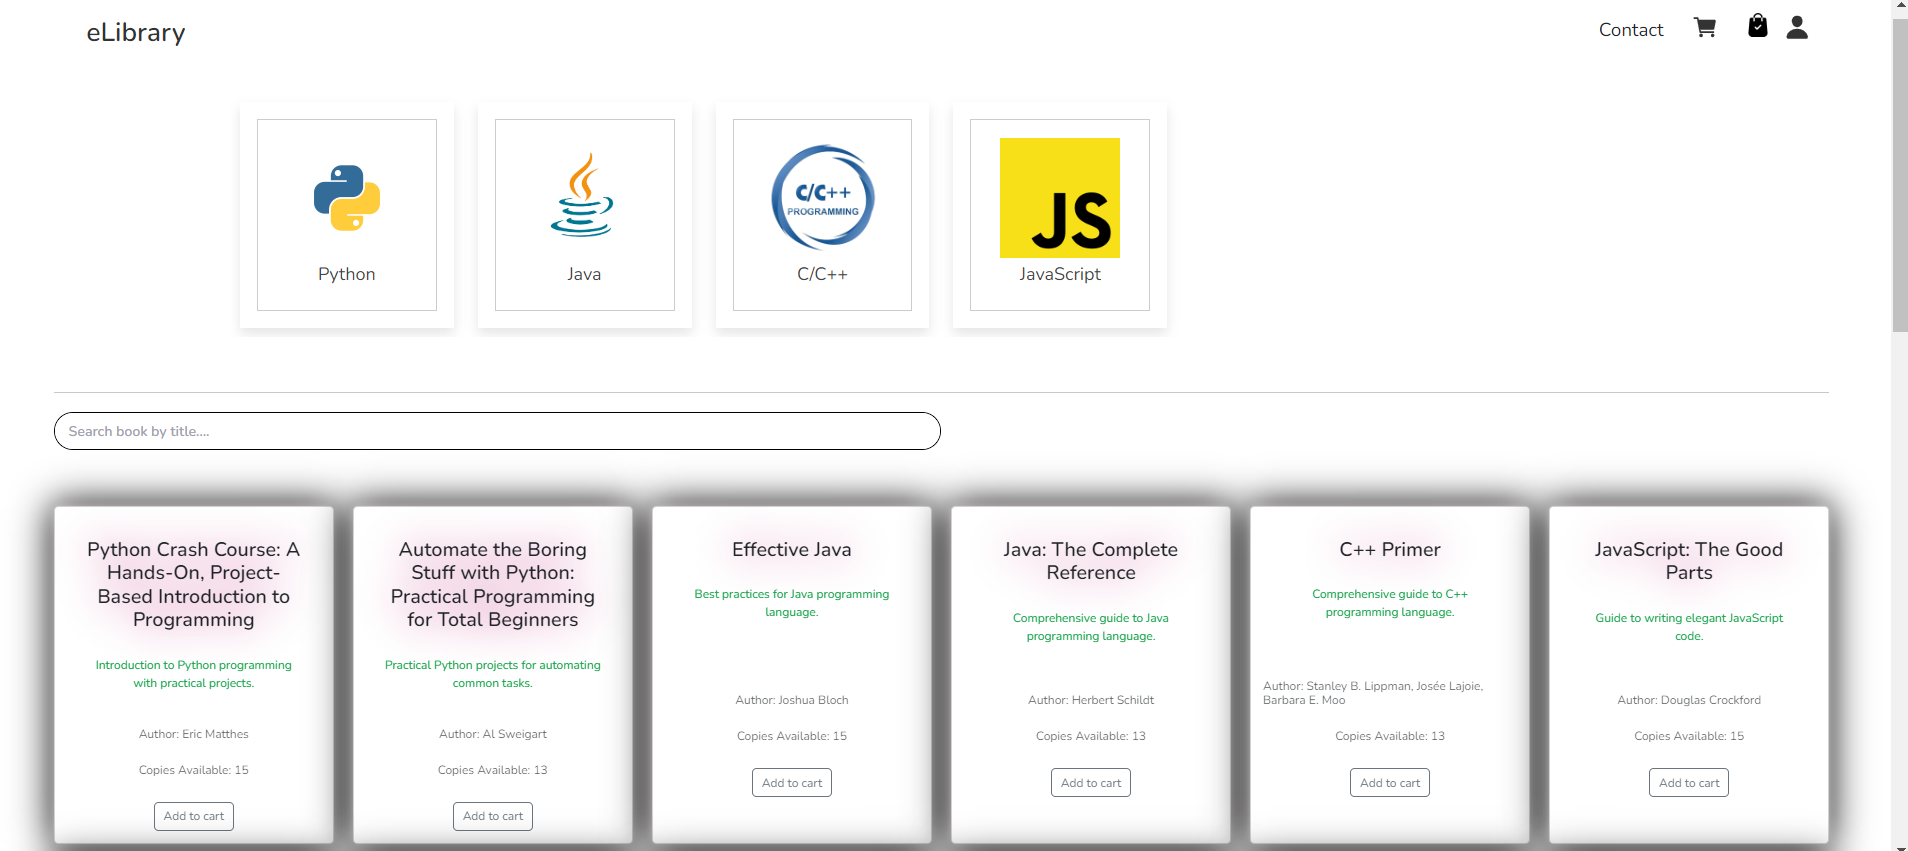 eLibrary
Contact
Python
Java
C/C++
PROGRAMMING
C/C++
JS
JavaScript
Search book by title....
Python Crash Course: A
Hands-On, Project-
Based Introduction to
Programming
Introduction to Python programming
with practical projects.
Author: Eric Matthes
Copies Available: 15
Add to cart
Automate the Boring
Stuff with Python:
Practical Programming
for Total Beginners
Practical Python projects for automating
common tasks.
Author: Al Sweigart
Copies Available: 13
Add to cart
Effective Java
Best practices for Java programming
language.
Author: Joshua Bloch
Copies Available: 15
Add to cart
Java: The Complete
Reference
Comprehensive guide to Java
programming language.
Author: Herbert Schildt
Copies Available: 13
Add to cart
C++ Primer
Comprehensive guide to C++
programming language.
Author: Stanley B. Lippman, Josée Lajoie,
Barbara E. Moo
Copies Available: 13
Add to cart
JavaScript: The Good
Parts
Guide to writing elegant JavaScript
code.
Author: Douglas Crockford
Copies Available: 15
Add to cart